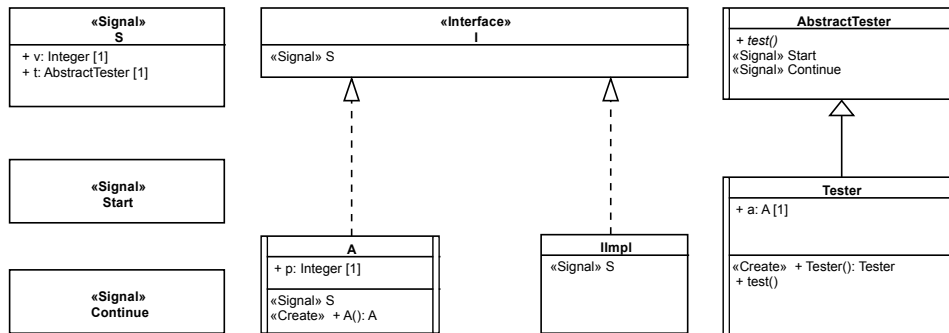 «Signal»
S
+ v: Integer [1]
+ t: AbstractTester [1]
«Interface»
I
«Signal» S
AbstractTester
+ test()
«Signal» Start
«Signal» Continue
«Signal»
Start
«Signal»
Continue
A
+ p: Integer [1]
«Signal» S
«Create» + A(): A
IImpl
«Signal» S
Tester
+ a: A [1]
«Create» + Tester(): Tester
+ test()